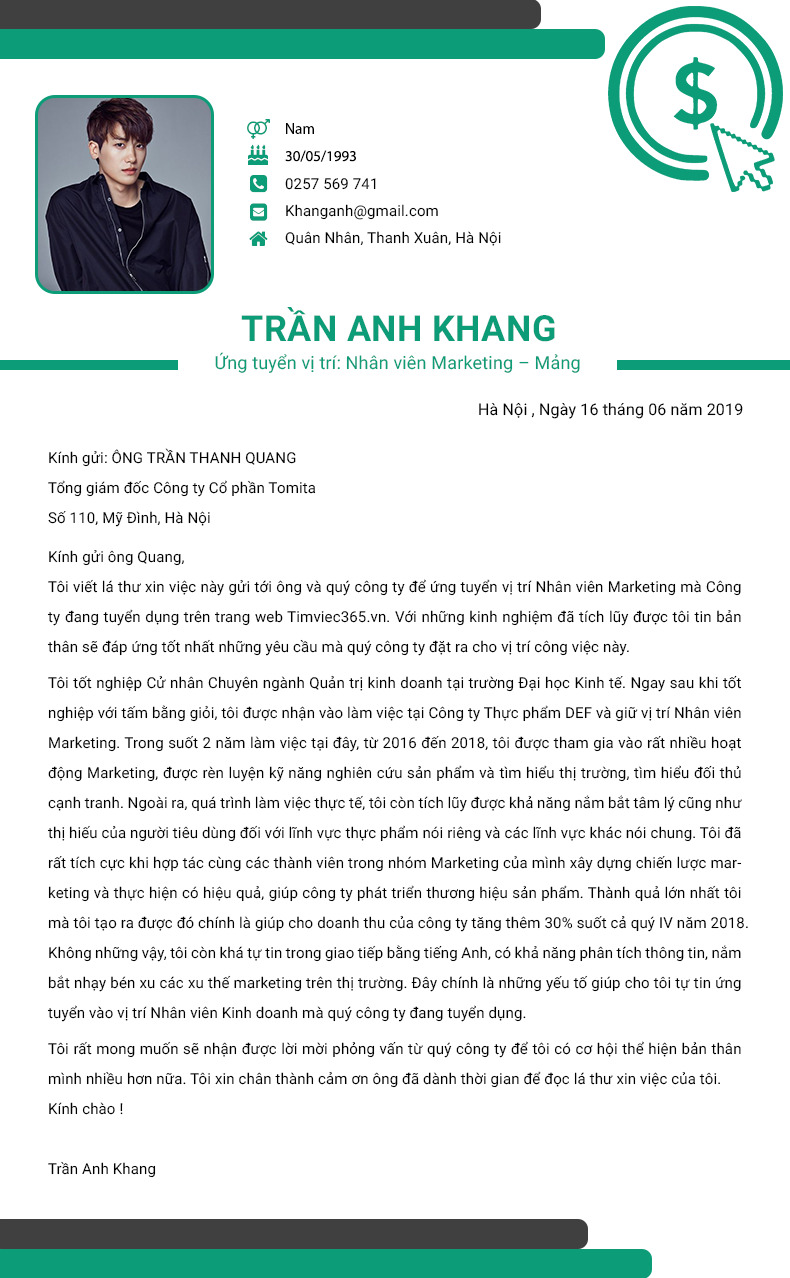 $
Nam
30/05/1993
0257 569 741
Khanganh@gmail.com
Quân Nhân, Thanh Xuân, Hà Nội
TRẦN ANH KHANG
Ứng tuyển vị trí: Nhân viên Marketing – Mảng
Hà Nội , Ngày 16 tháng 06 năm 2019
Kính gửi: ÔNG TRẦN THANH QUANG
Tổng giám đốc Công ty Cổ phần Tomita
Số 110, Mỹ Đình, Hà Nội
Kính gửi ông Quang,
Tôi viết lá thư xin việc này gửi tới ông và quý công ty để ứng tuyển vị trí Nhân viên Marketing mà Công
ty đang tuyển dụng trên trang web Timviec365.vn. Với những kinh nghiệm đã tích lũy được tôi tin bản
thân sẽ đáp ứng tốt nhất những yêu cầu mà quý công ty đặt ra cho vị trí công việc này.
Tôi tốt nghiệp Cử nhân Chuyên ngành Quản trị kinh doanh tại trường Đại học Kinh tế. Ngay sau khi tốt
nghiệp với tấm bằng giỏi, tôi được nhận vào làm việc tại Công ty Thực phẩm DEF và giữ vị trí Nhân viên
Marketing. Trong suốt 2 năm làm việc tại đây, từ 2016 đến 2018, tôi được tham gia vào rất nhiều hoạt
động Marketing, được rèn luyện kỹ năng nghiên cứu sản phẩm và tìm hiểu thị trường, tìm hiểu đối thủ
cạnh tranh. Ngoài ra, quá trình làm việc thực tế, tôi còn tích lũy được khả năng nắm bắt tâm lý cũng như
thị hiếu của người tiêu dùng đối với lĩnh vực thực phẩm nói riêng và các lĩnh vực khác nói chung. Tôi đã
rất tích cực khi hợp tác cùng các thành viên trong nhóm Marketing của mình xây dựng chiến lược mar-
keting và thực hiện có hiệu quả, giúp công ty phát triển thương hiệu sản phẩm. Thành quả lớn nhất tôi
mà tôi tạo ra được đó chính là giúp cho doanh thu của công ty tăng thêm 30% suốt cả quý IV năm 2018.
Không những vậy, tôi còn khá tự tin trong giao tiếp bằng tiếng Anh, có khả năng phân tích thông tin, nắm
bắt nhạy bén xu các xu thế marketing trên thị trường. Đây chính là những yếu tố giúp cho tôi tự tin ứng
tuyển vào vị trí Nhân viên Kinh doanh mà quý công ty đang tuyển dụng.
Tôi rất mong muốn sẽ nhận được lời mời phỏng vấn từ quý công ty để tôi có cơ hội thể hiện bản thân
mình nhiều hơn nữa. Tôi xin chân thành cảm ơn ông đã dành thời gian để đọc lá thư xin việc của tôi.
Kính chào !
Trần Anh Khang